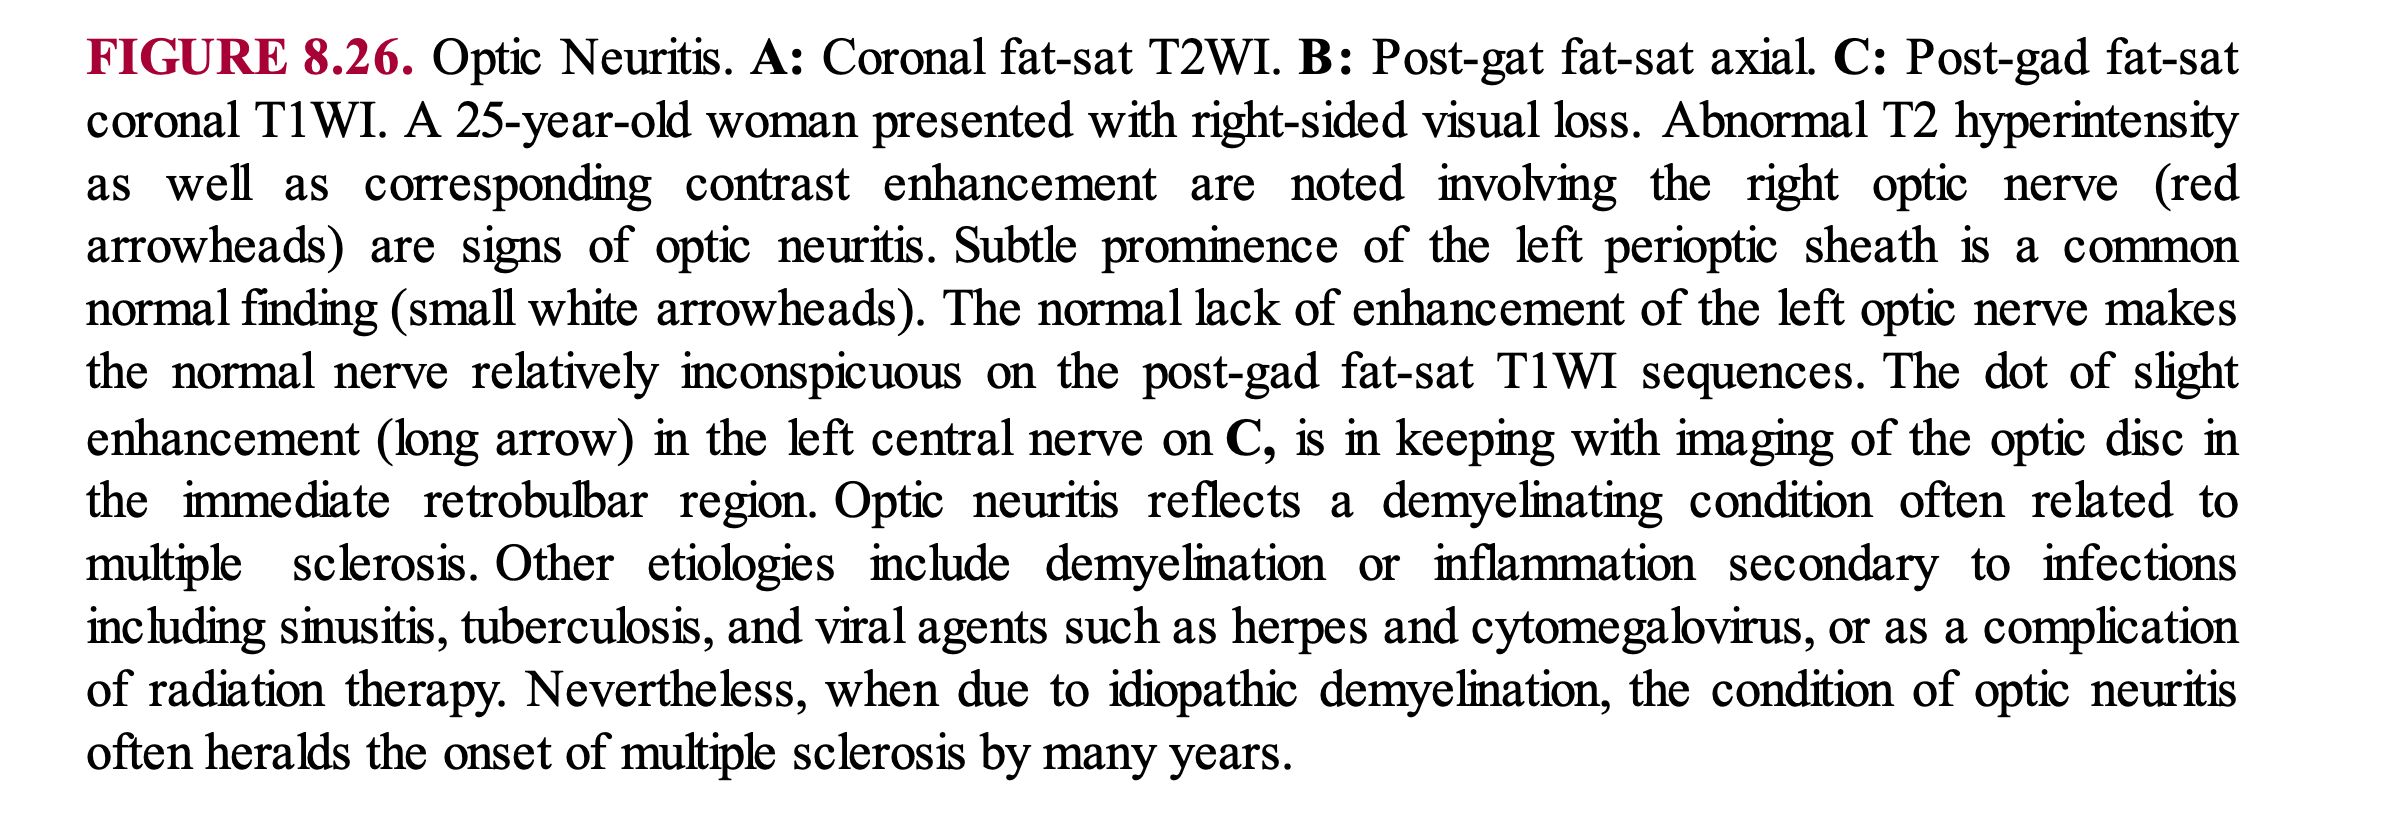 FIGURE 8.26. Optic Neuritis. A: Coronal fat-sat T2WI. B: Post-gat fat-sat axial. C: Post-gad fat-sat
coronal T1WI. A 25-year-old woman presented with right-sided visual loss. Abnormal T2 hyperintensity
as well as corresponding contrast enhancement are noted involving the right optic nerve (red
arrowheads) are signs of optic neuritis. Subtle prominence of the left perioptic sheath is a common
normal finding (small white arrowheads). The normal lack of enhancement of the left optic nerve makes
the normal nerve relatively inconspicuous on the post-gad fat-sat T1WI sequences. The dot of slight
enhancement (long arrow) in the left central nerve on C, is in keeping with imaging of the optic disc in
the immediate retrobulbar region. Optic neuritis reflects a demyelinating condition often related to
multiple sclerosis. Other etiologies include demyelination or inflammation secondary to infections
including sinusitis, tuberculosis, and viral agents such as herpes and cytomegalovirus, or as a complication
of radiation therapy. Nevertheless, when due to idiopathic demyelination, the condition of optic neuritis
often heralds the onset of multiple sclerosis by many years.